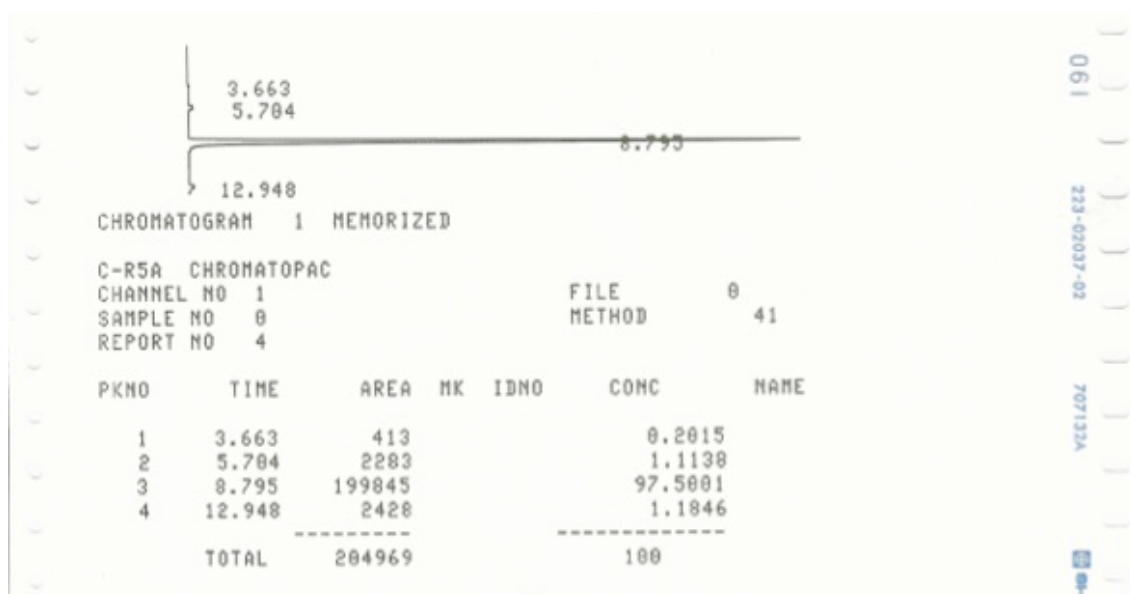 3.663
5.704
8.795
12.948
CHROMATOGRAM 1 MEMORIZED
C-R5A CHROMATOPAC
CHANNEL NO 1 FILE 0
SAMPLE NO 0 METHOD 41
REPORT NO 4
PKNO TIME AREA MK IDNO CONC NAME
1 3.663 413 0.2015
2 5.704 2283 1.1138
3 8.795 199845 97.5001
4 12.948 2428 1.1846
TOTAL 204969 100
061
223-02037-02
707132A